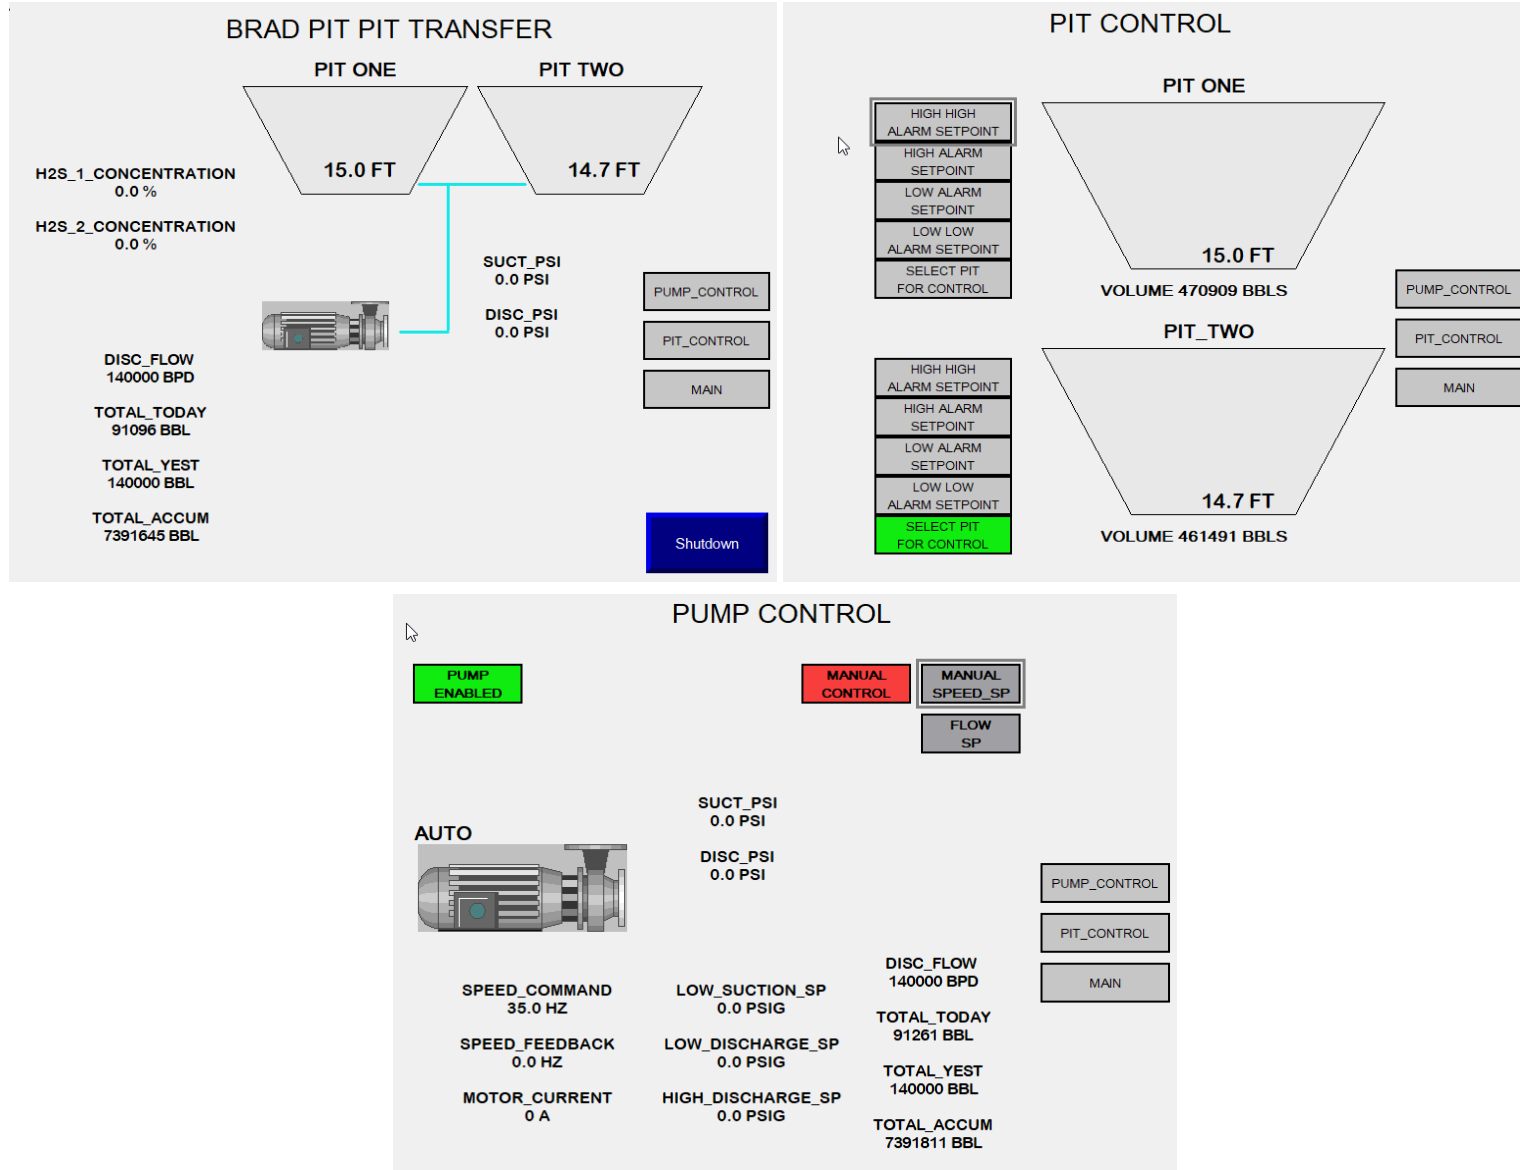 BRAD PIT PIT TRANSFER
PIT ONE
PIT TWO
15.0 FT
14.7 FT
H2S_1_CONCENTRATION
0.0 %
H2S_2_CONCENTRATION
0.0 %
SUCT_PSI
0.0 PSI
DISC_PSI
0.0 PSI
PUMP_CONTROL
PIT_CONTROL
MAIN
DISC_FLOW
140000 BPD
TOTAL_TODAY
91096 BBL
TOTAL_YEST
140000 BBL
TOTAL_ACCUM
7391645 BBL
Shutdown
PIT CONTROL
PIT ONE
HIGH HIGH
ALARM SETPOINT
HIGH ALARM
SETPOINT
LOW ALARM
SETPOINT
LOW LOW
ALARM SETPOINT
SELECT PIT
FOR CONTROL
15.0 FT
VOLUME 470909 BBLS
PUMP_CONTROL
PIT_CONTROL
MAIN
PIT_TWO
HIGH HIGH
ALARM SETPOINT
HIGH ALARM
SETPOINT
LOW ALARM
SETPOINT
LOW LOW
ALARM SETPOINT
SELECT PIT
FOR CONTROL
14.7 FT
VOLUME 461491 BBLS
PUMP CONTROL
PUMP
ENABLED
MANUAL
CONTROL
MANUAL
SPEED_SP
FLOW
SP
SUCT_PSI
0.0 PSI
DISC_PSI
0.0 PSI
AUTO
PUMP_CONTROL
PIT_CONTROL
MAIN
SPEED_COMMAND
35.0 HZ
SPEED_FEEDBACK
0.0 HZ
MOTOR_CURRENT
0 A
LOW_SUCTION_SP
0.0 PSIG
LOW_DISCHARGE_SP
0.0 PSIG
HIGH_DISCHARGE_SP
0.0 PSIG
DISC_FLOW
140000 BPD
TOTAL_TODAY
91261 BBL
TOTAL_YEST
140000 BBL
TOTAL_ACCUM
7391811 BBL